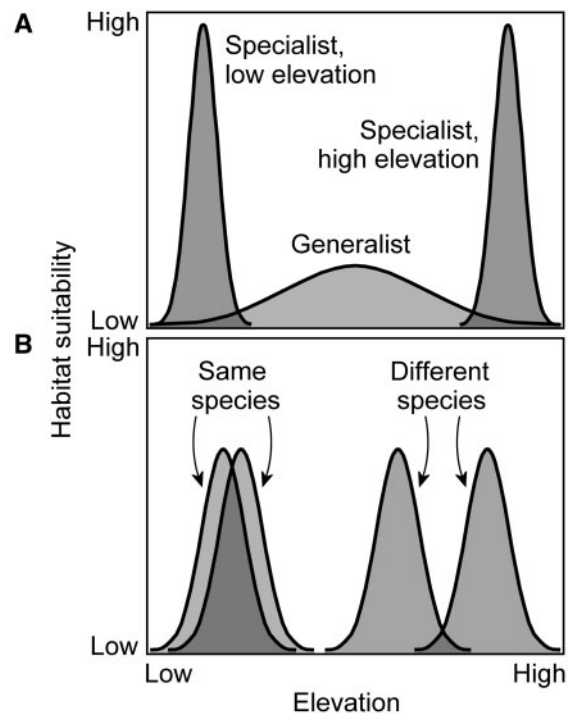 A
High
Specialist,
low elevation
Specialist,
high elevation
Generalist
Low
Habitat suitability
B
High
Same
species
Different
species
Low
Low
High
Elevation